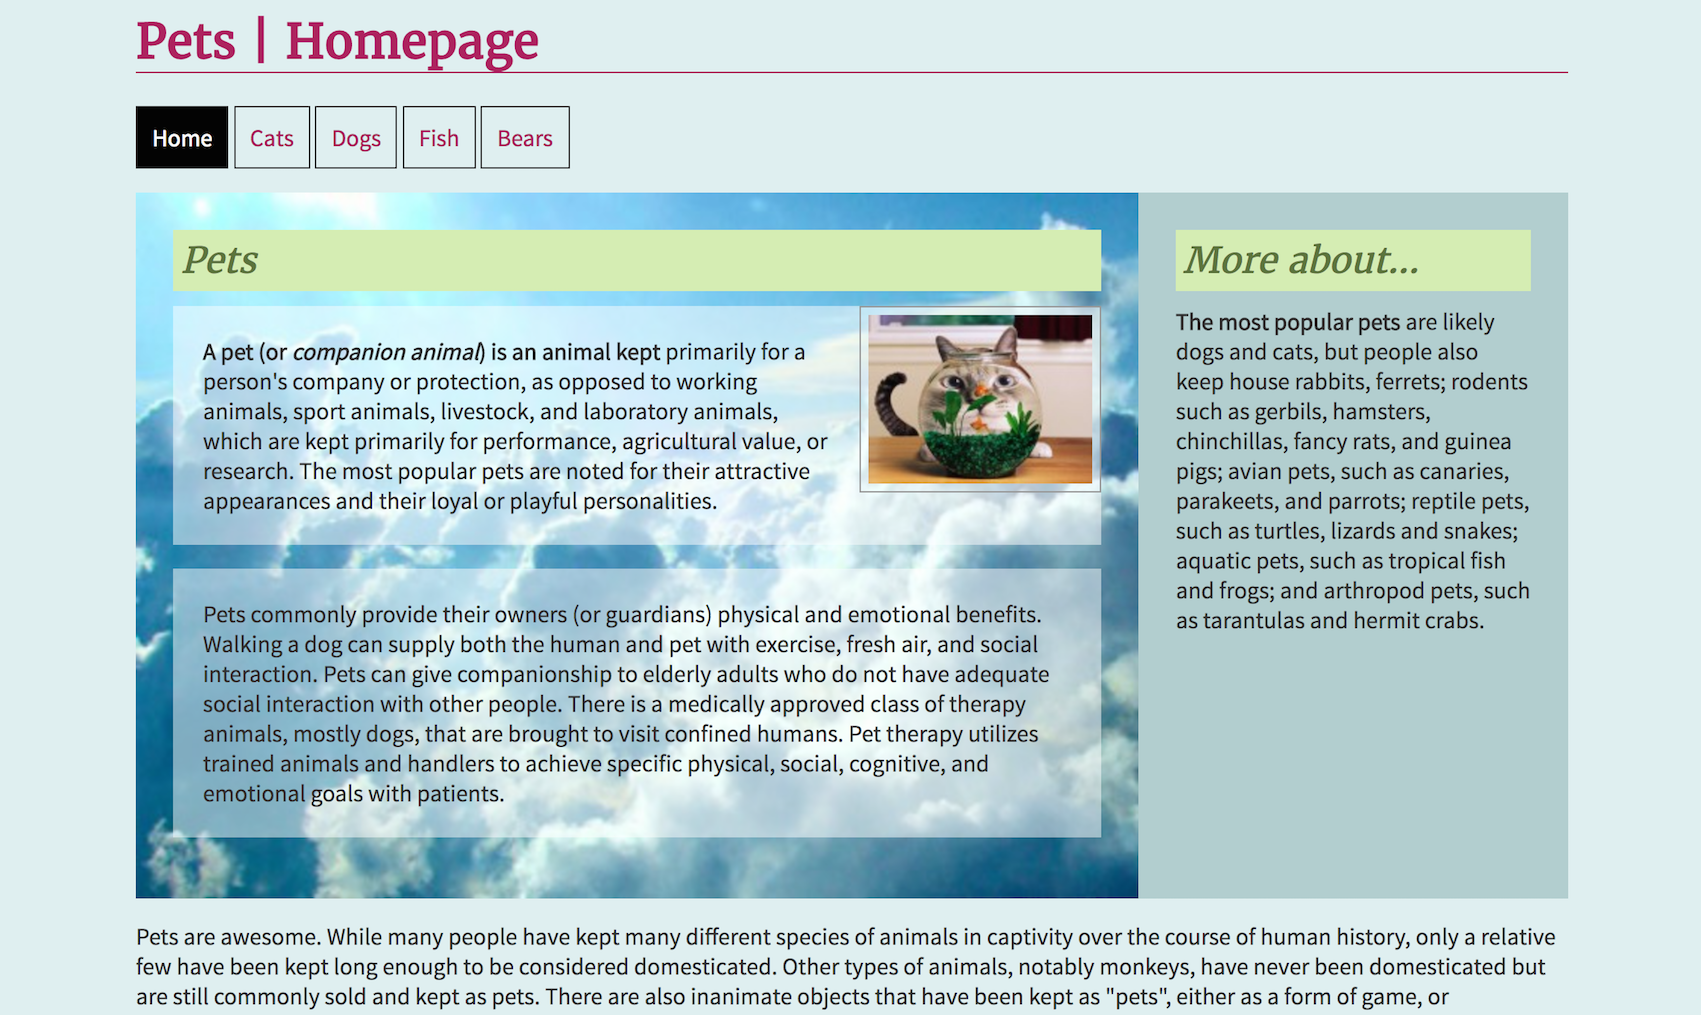 Pets | Homepage
Home
Cats
Dogs
Fish
Bears
Pets
A pet (or companion animal) is an animal kept primarily for a
person's company or protection, as opposed to working
animals, sport animals, livestock, and laboratory animals,
which are kept primarily for performance, agricultural value, or
research. The most popular pets are noted for their attractive
appearances and their loyal or playful personalities.
Pets commonly provide their owners (or guardians) physical and emotional benefits.
Walking a dog can supply both the human and pet with exercise, fresh air, and social
interaction. Pets can give companionship to elderly adults who do not have adequate
social interaction with other people. There is a medically approved class of therapy
animals, mostly dogs, that are brought to visit confined humans. Pet therapy utilizes
trained animals and handlers to achieve specific physical, social, cognitive, and
emotional goals with patients.
More about...
The most popular pets are likely
dogs and cats, but people also
keep house rabbits, ferrets; rodents
such as gerbils, hamsters,
chinchillas, fancy rats, and guinea
pigs; avian pets, such as canaries,
parakeets, and parrots; reptile pets,
such as turtles, lizards and snakes;
aquatic pets, such as tropical fish
and frogs; and arthropod pets, such
as tarantulas and hermit crabs.
Pets are awesome. While many people have kept many different species of animals in captivity over the course of human history, only a relative
few have been kept long enough to be considered domesticated. Other types of animals, notably monkeys, have never been domesticated but
are still commonly sold and kept as pets. There are also inanimate objects that have been kept as "pets", either as a form of game, or